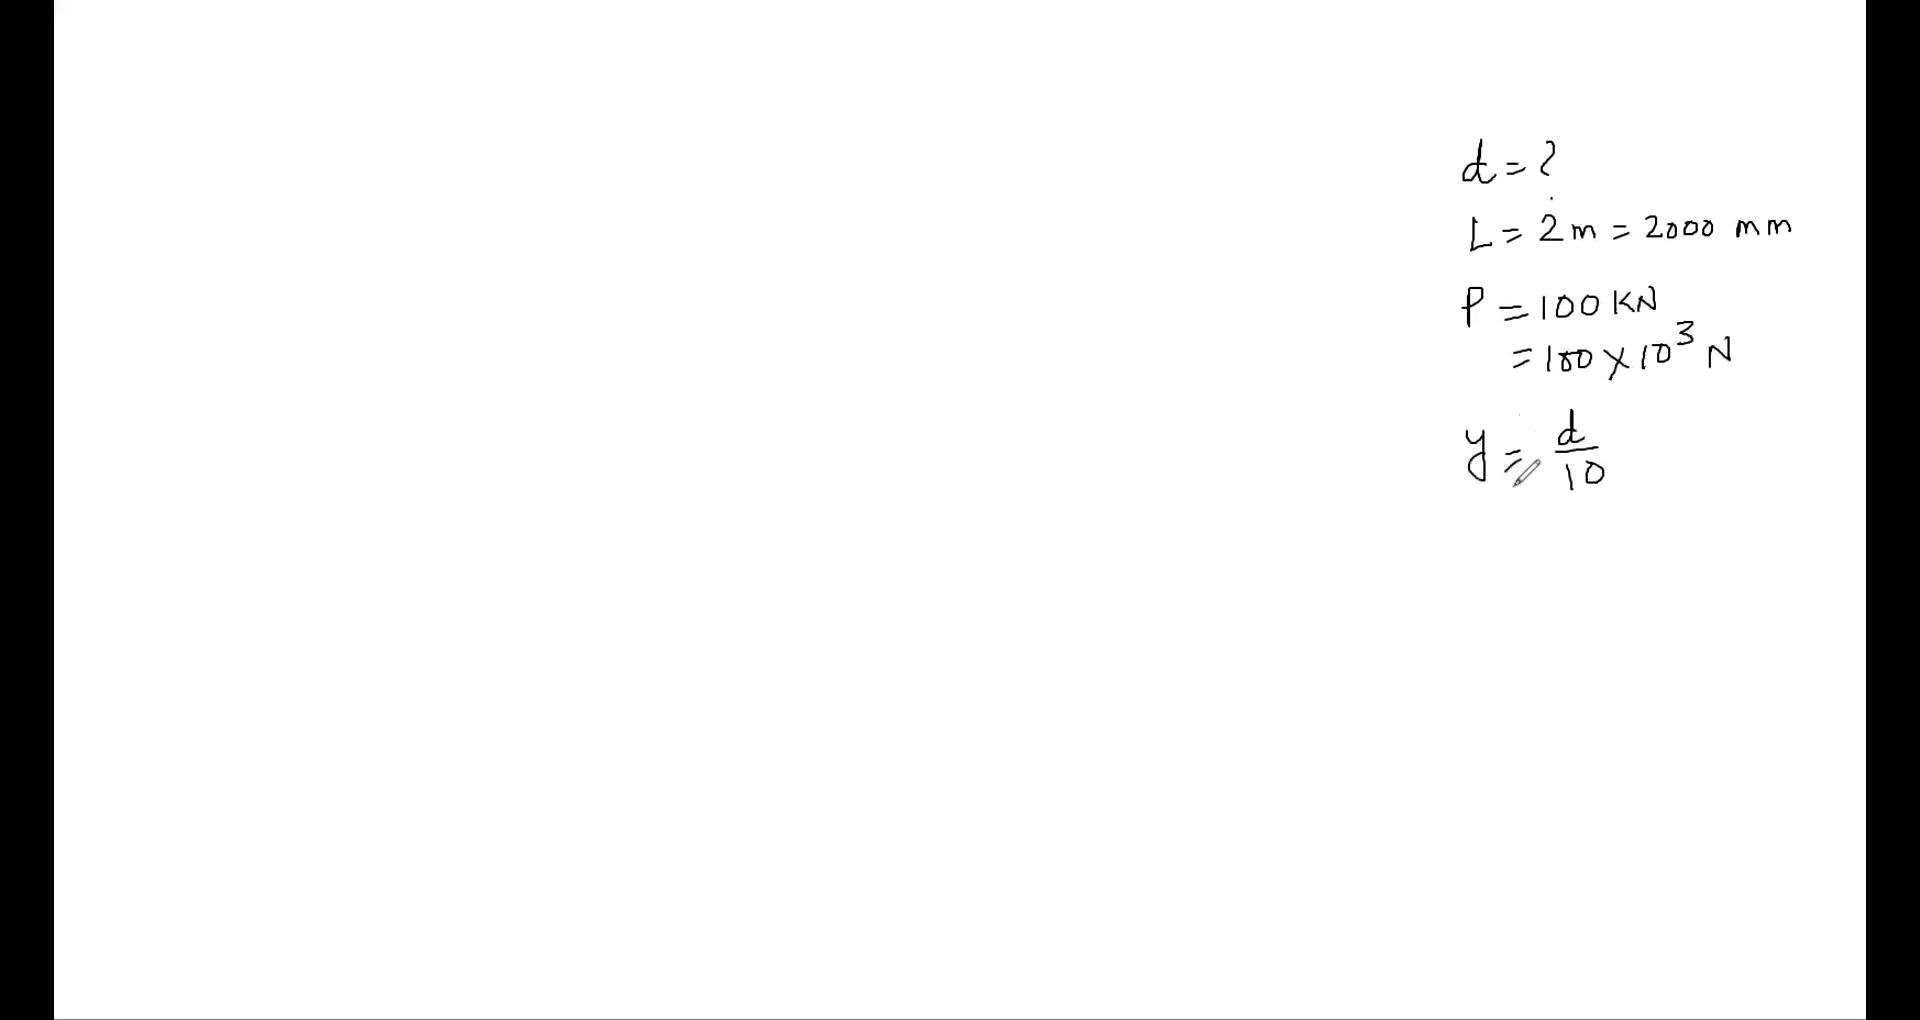 d = ?
L = 2 m = 2000 mm
P = 100 KN
= 100 × 10³ N
y = d/10